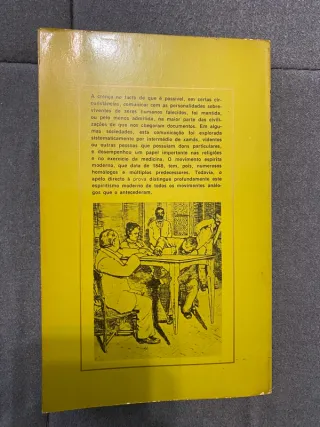 A crença ou tarte de que é possível, em certas cir-
cunstâncias, comunicar com as personalidades sobre-
viventes de seres humanos falecidos, foi mantida,
ou pelo menos admitida, na maior parte das civili-
zações de que nos chegaram documentos. Em algu-
mas sociedades, esta comunicação foi explorada
sistematicamente por intermédio de xamãs, videntes
ou outras pessoas que possuíam dons particulares,
e desempenhou um papel importante nas religiões
e no exercício da medicina. O movimento espírita
moderno, que data de 1848, tem, pois, numerosos
homólogos e múltiplos predecessores. Todavia, o
apêlo directo à prova distingue profundamente este
espiritismo moderno de todos os movimentos análo-
gos que o antecederam.